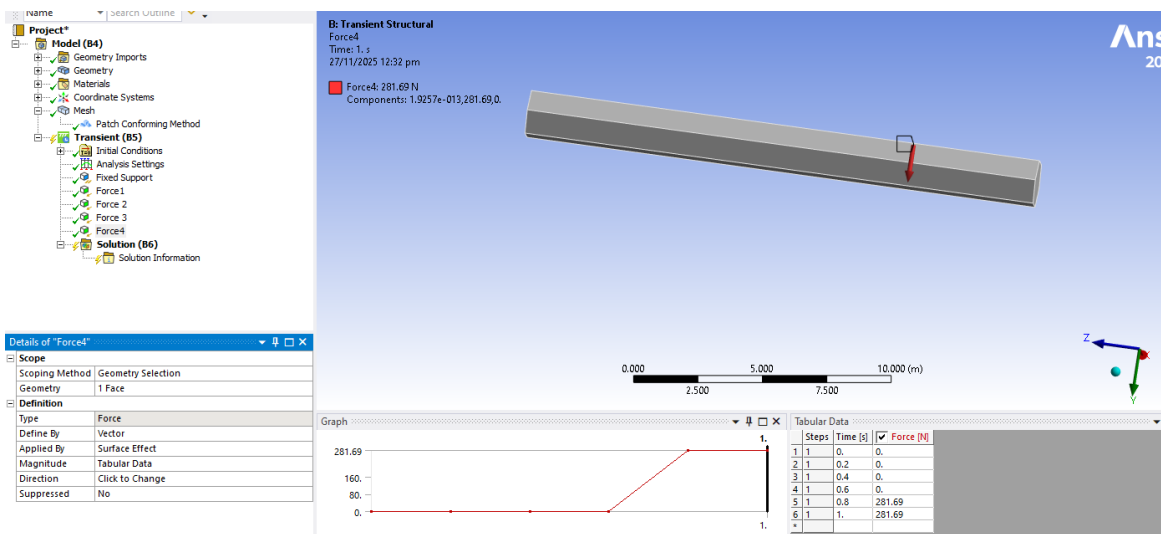 Name
Search Outline
Project*
Model (B4)
Geometry Imports
Geometry
Materials
Coordinate Systems
Mesh
Patch Conforming Method
Transient (B5)
Initial Conditions
Analysis Settings
Fixed Support
Force1
Force 2
Force 3
Force4
Solution (B6)
Solution Information
Details of "Force4"
Scope
Scoping Method Geometry Selection
Geometry 1 Face
Definition
Type Force
Define By Vector
Applied By Surface Effect
Magnitude Tabular Data
Direction Click to Change
Suppressed No
B: Transient Structural
Force4
Time: 1. s
27/11/2025 12:32 pm
Force4: 281.69 N
Components: 1.9257e-013,281.69,0.
Ans
20
0.000 5.000 10.000 (m)
2.500 7.500
Z
X
Y
Graph
1.
281.69
160.
80.
0.
1.
Tabular Data
Steps Time [s] Force [N]
1 1 0. 0.
2 1 0.2 0.
3 1 0.4 0.
4 1 0.6 0.
5 1 0.8 281.69
6 1 1. 281.69
*